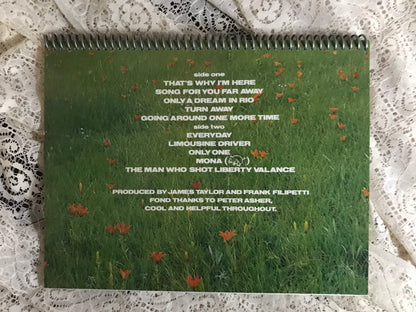 side one
THAT'S WHY I'M HERE
SONG FOR YOU FAR AWAY
ONLY A DREAM IN RIO
TURN AWAY
GOING AROUND ONE MORE TIME
side two
EVERYDAY
LIMOUSINE DRIVER
ONLY ONE
MONA ( )
THE MAN WHO SHOT LIBERTY VALANCE
PRODUCED BY JAMES TAYLOR AND FRANK FILIPETTI
FOND THANKS TO PETER ASHER,
COOL AND HELPFUL THROUGHOUT.